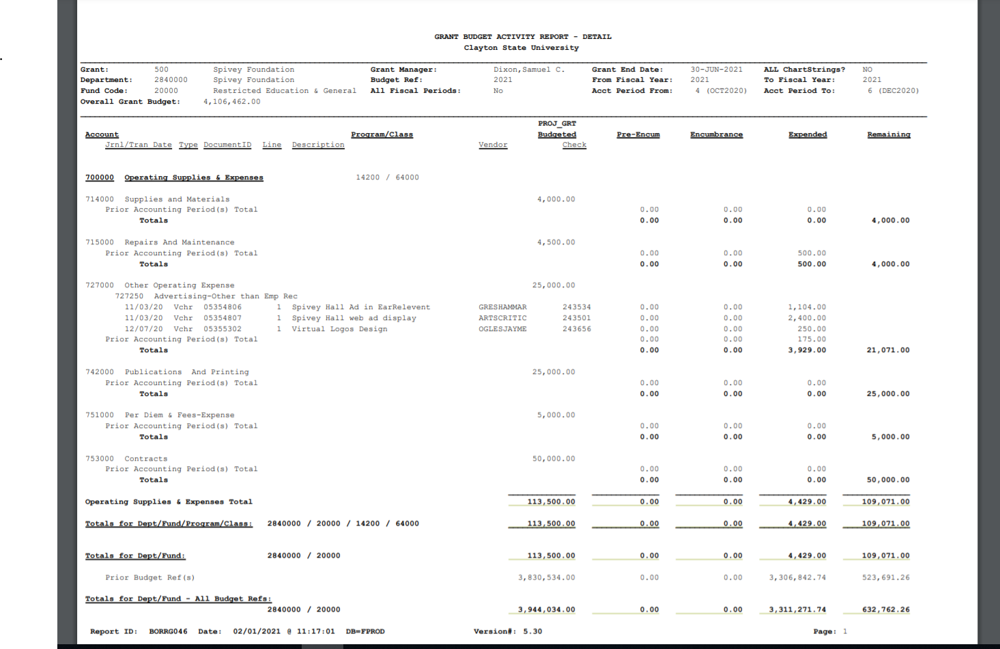 GRANT BUDGET ACTIVITY REPORT - DETAIL
Clayton State University
Grant: 500 Spivey Foundation Grant Manager: Dixon,Samuel C. Grant End Date: 30-JUN-2021 ALL ChartStrings? NO
Department: 2840000 Spivey Foundation Budget Ref: 2021 From Fiscal Year: 2021 To Fiscal Year: 2021
Fund Code: 20000 Restricted Education & General All Fiscal Periods: No Acct Period From: 4 (OCT2020) Acct Period To: 6 (DEC2020)
Overall Grant Budget: 4,106,462.00
PROJ_GRT
Account Program/Class Budgeted Pre-Encum Encumbrance Expended Remaining
Jrnl/Tran Date Type DocumentID Line Description Vendor Check
700000 Operating Supplies & Expenses 14200 / 64000
714000 Supplies and Materials 4,000.00
Prior Accounting Period(s) Total 0.00 0.00 0.00
Totals 0.00 0.00 0.00 4,000.00
715000 Repairs And Maintenance 4,500.00
Prior Accounting Period(s) Total 0.00 0.00 500.00
Totals 0.00 0.00 500.00 4,000.00
727000 Other Operating Expense 25,000.00
727250 Advertising-Other than Emp Rec
11/03/20 Vchr 05354806 1 Spivey Hall Ad in EarRelevent GRESHAMMAR 243534 0.00 0.00 1,104.00
11/03/20 Vchr 05354807 1 Spivey Hall web ad display ARTSCRITIC 243501 0.00 0.00 2,400.00
12/07/20 Vchr 05355302 1 Virtual Logos Design OGLESJAYME 243656 0.00 0.00 250.00
Prior Accounting Period(s) Total 0.00 0.00 175.00
Totals 0.00 0.00 3,929.00 21,071.00
742000 Publications And Printing 25,000.00
Prior Accounting Period(s) Total 0.00 0.00 0.00
Totals 0.00 0.00 0.00 25,000.00
751000 Per Diem & Fees-Expense 5,000.00
Prior Accounting Period(s) Total 0.00 0.00 0.00
Totals 0.00 0.00 0.00 5,000.00
753000 Contracts 50,000.00
Prior Accounting Period(s) Total 0.00 0.00 0.00
Totals 0.00 0.00 0.00 50,000.00
Operating Supplies & Expenses Total 113,500.00 0.00 0.00 4,429.00 109,071.00
Totals for Dept/Fund/Program/Class: 2840000 / 20000 / 14200 / 64000 113,500.00 0.00 0.00 4,429.00 109,071.00
Totals for Dept/Fund: 2840000 / 20000 113,500.00 0.00 0.00 4,429.00 109,071.00
Prior Budget Ref(s) 3,830,534.00 0.00 0.00 3,306,842.74 523,691.26
Totals for Dept/Fund - All Budget Refs:
2840000 / 20000 3,944,034.00 0.00 0.00 3,311,271.74 632,762.26
Report ID: BORRG046 Date: 02/01/2021 @ 11:17:01 DB=FPROD Version#: 5.30 Page: 1